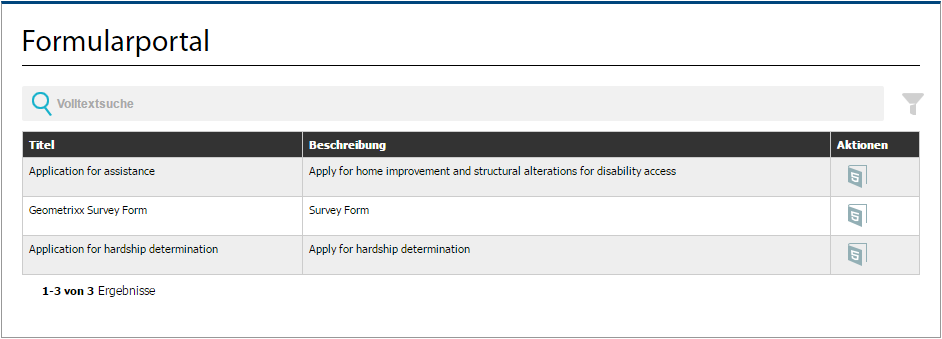 Formularportal
Volltextsuche
Titel Beschreibung Aktionen
Application for assistance Apply for home improvement and structural alterations for disability access
Geometrixx Survey Form Survey Form
Application for hardship determination Apply for hardship determination
1-3 von 3 Ergebnisse